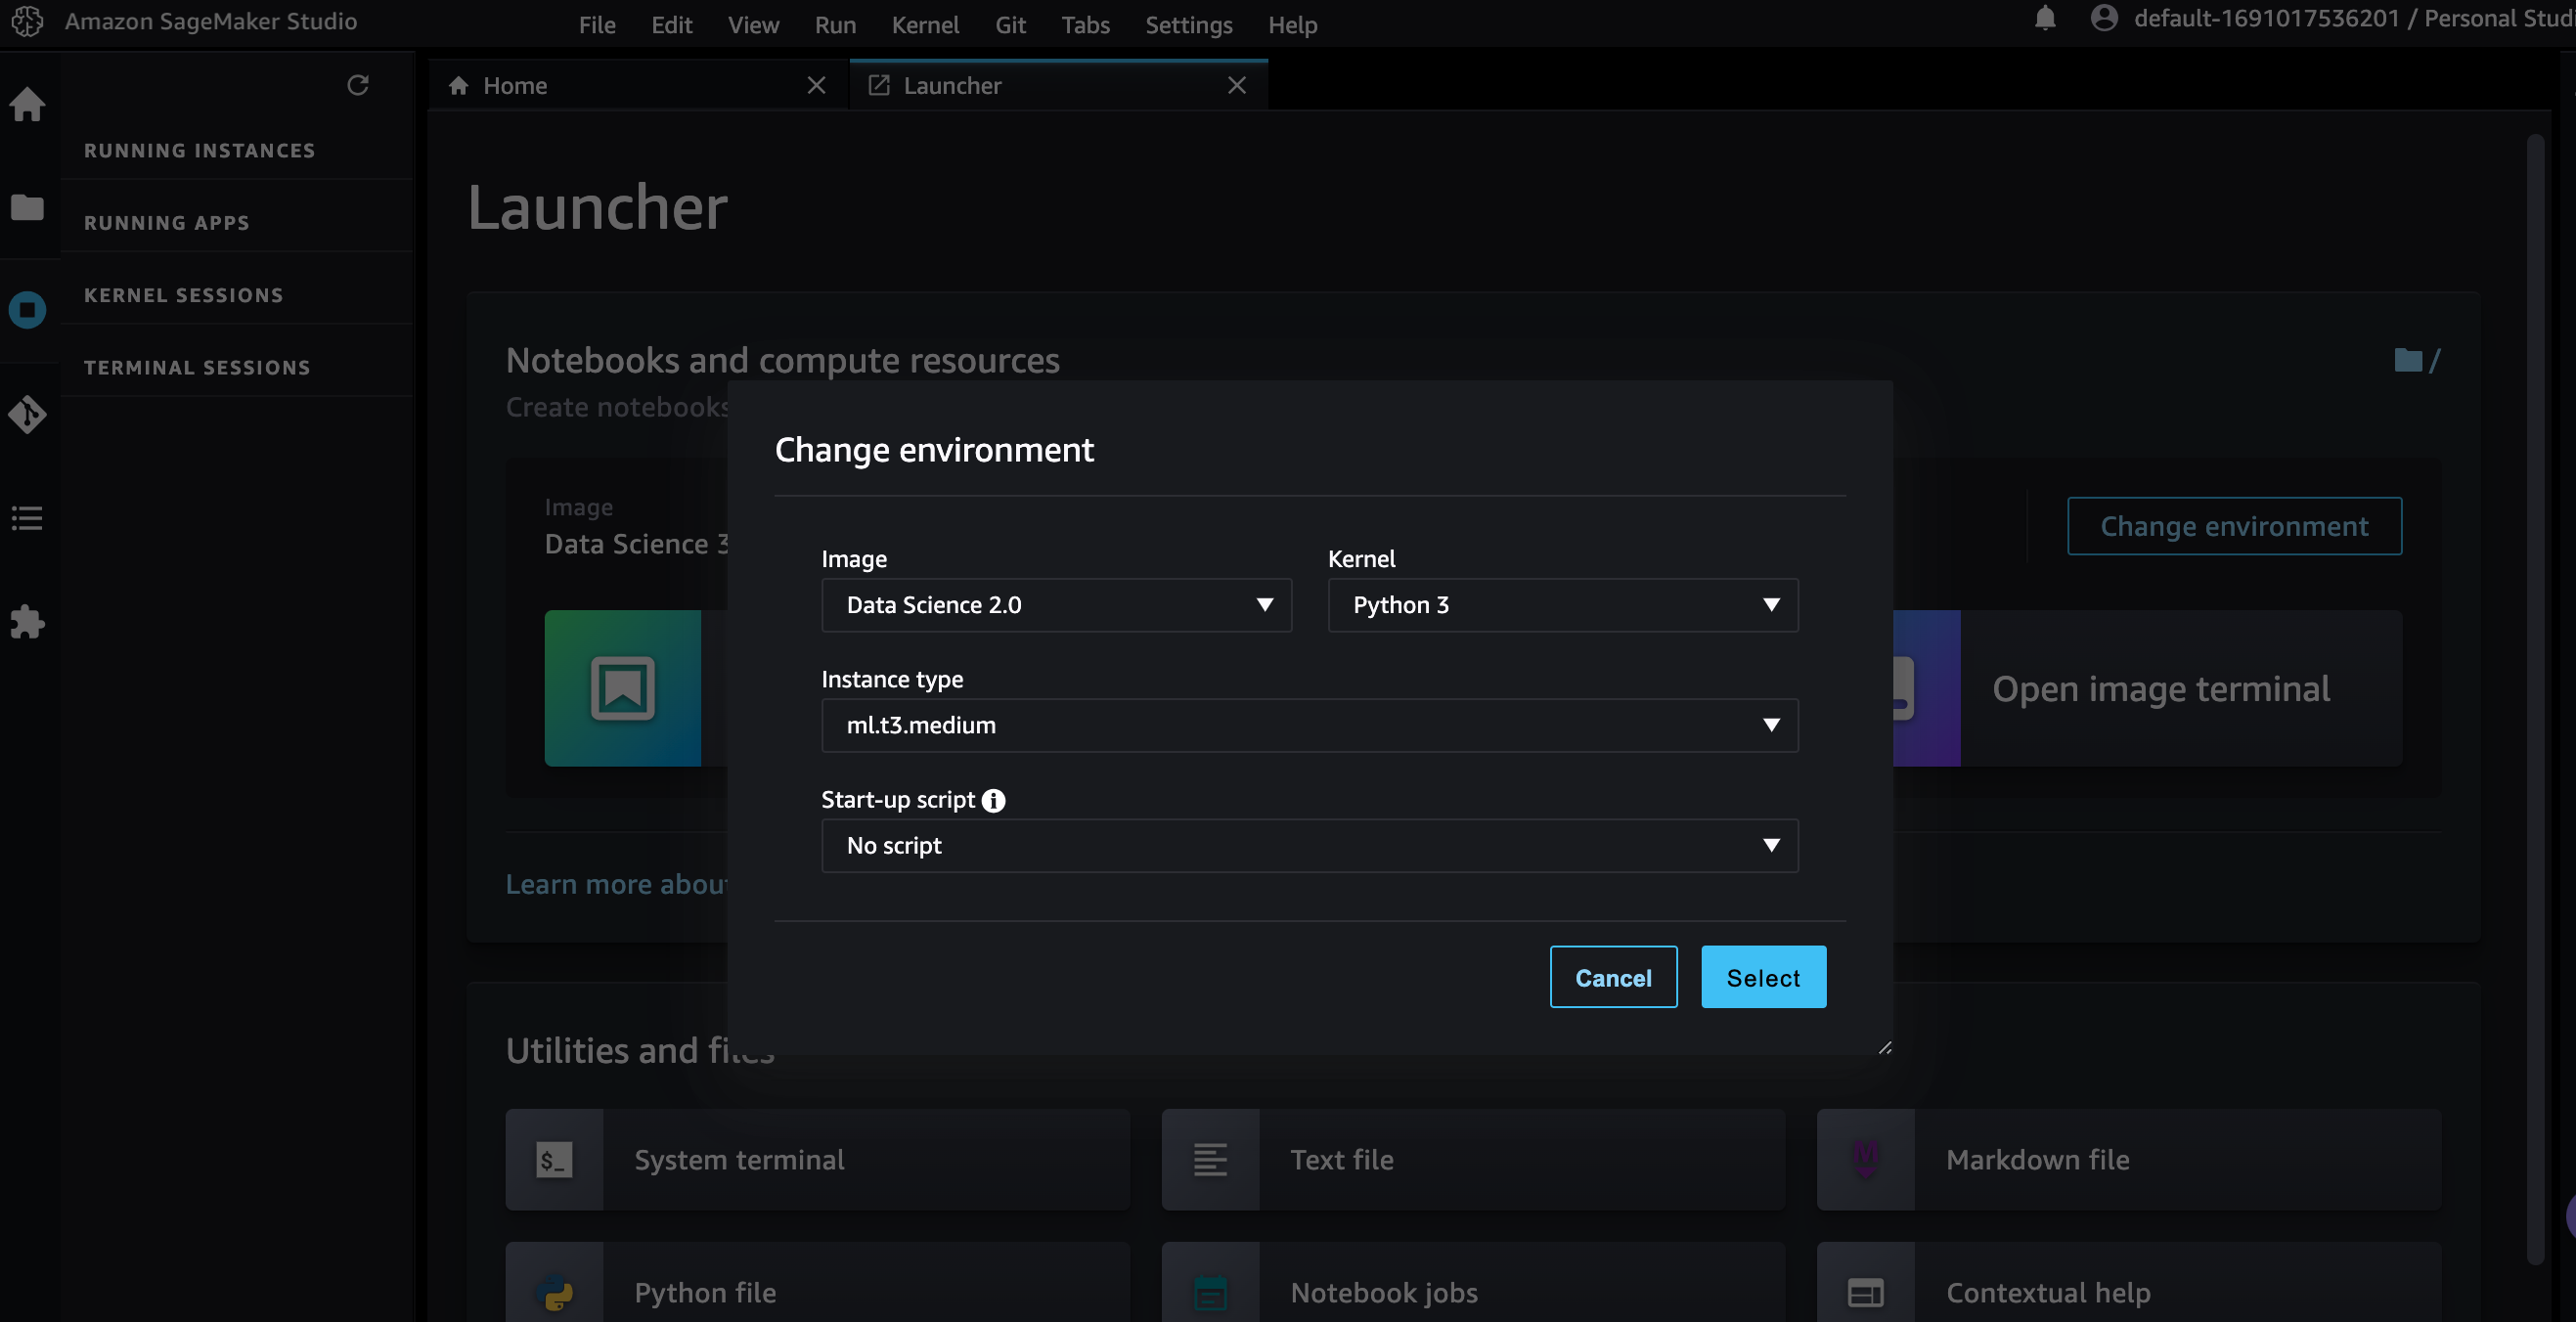 Amazon SageMaker Studio
File Edit View Run Kernel Git Tabs Settings Help
default-1691017536201 / Personal
Home
Launcher
RUNNING INSTANCES
RUNNING APPS
KERNEL SESSIONS
TERMINAL SESSIONS
Launcher
Notebooks and compute resources
/
Create notebooks
Image
Data Science
Change environment
Open image terminal
Learn more
Change environment
Image
Kernel
Data Science 2.0
Python 3
Instance type
ml.t3.medium
Start-up script
No script
Cancel
Select
Utilities and files
$_
System terminal
Text file
M
Markdown file
Python file
Notebook jobs
Contextual help